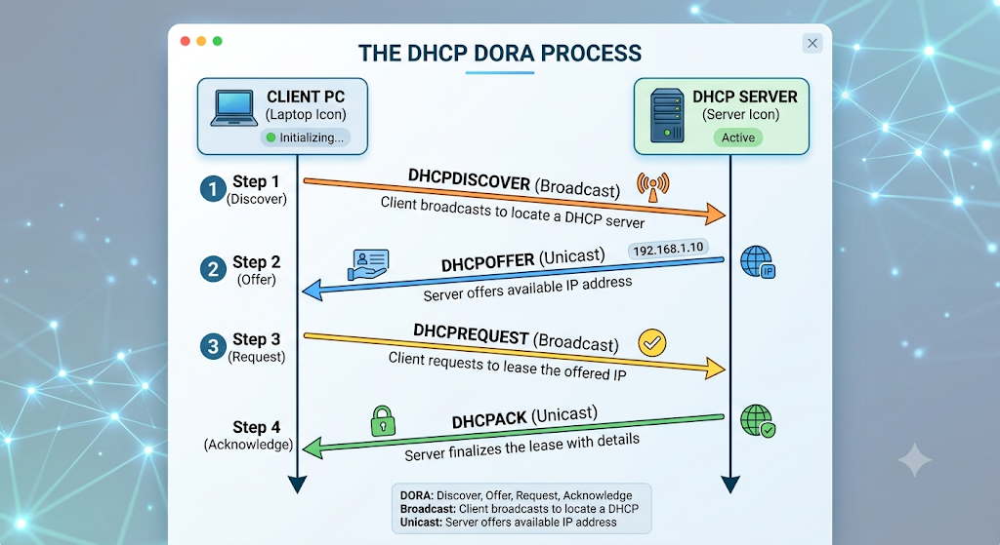 THE DHCP DORA PROCESS
CLIENT PC
(Laptop Icon)
Initializing...
DHCP SERVER
(Server Icon)
Active
1
Step 1
(Discover)
DHCPDISCOVER (Broadcast)
Client broadcasts to locate a DHCP server
2
Step 2
(Offer)
DHCPOFFER (Unicast)
192.168.1.10
Server offers available IP address
IP
3
Step 3
(Request)
DHCPREQUEST (Broadcast)
Client requests to lease the offered IP
Step 4
(Acknowledge)
DHCPACK (Unicast)
Server finalizes the lease with details
DORA: Discover, Offer, Request, Acknowledge
Broadcast: Client broadcasts to locate a DHCP
Unicast: Server offers available IP address